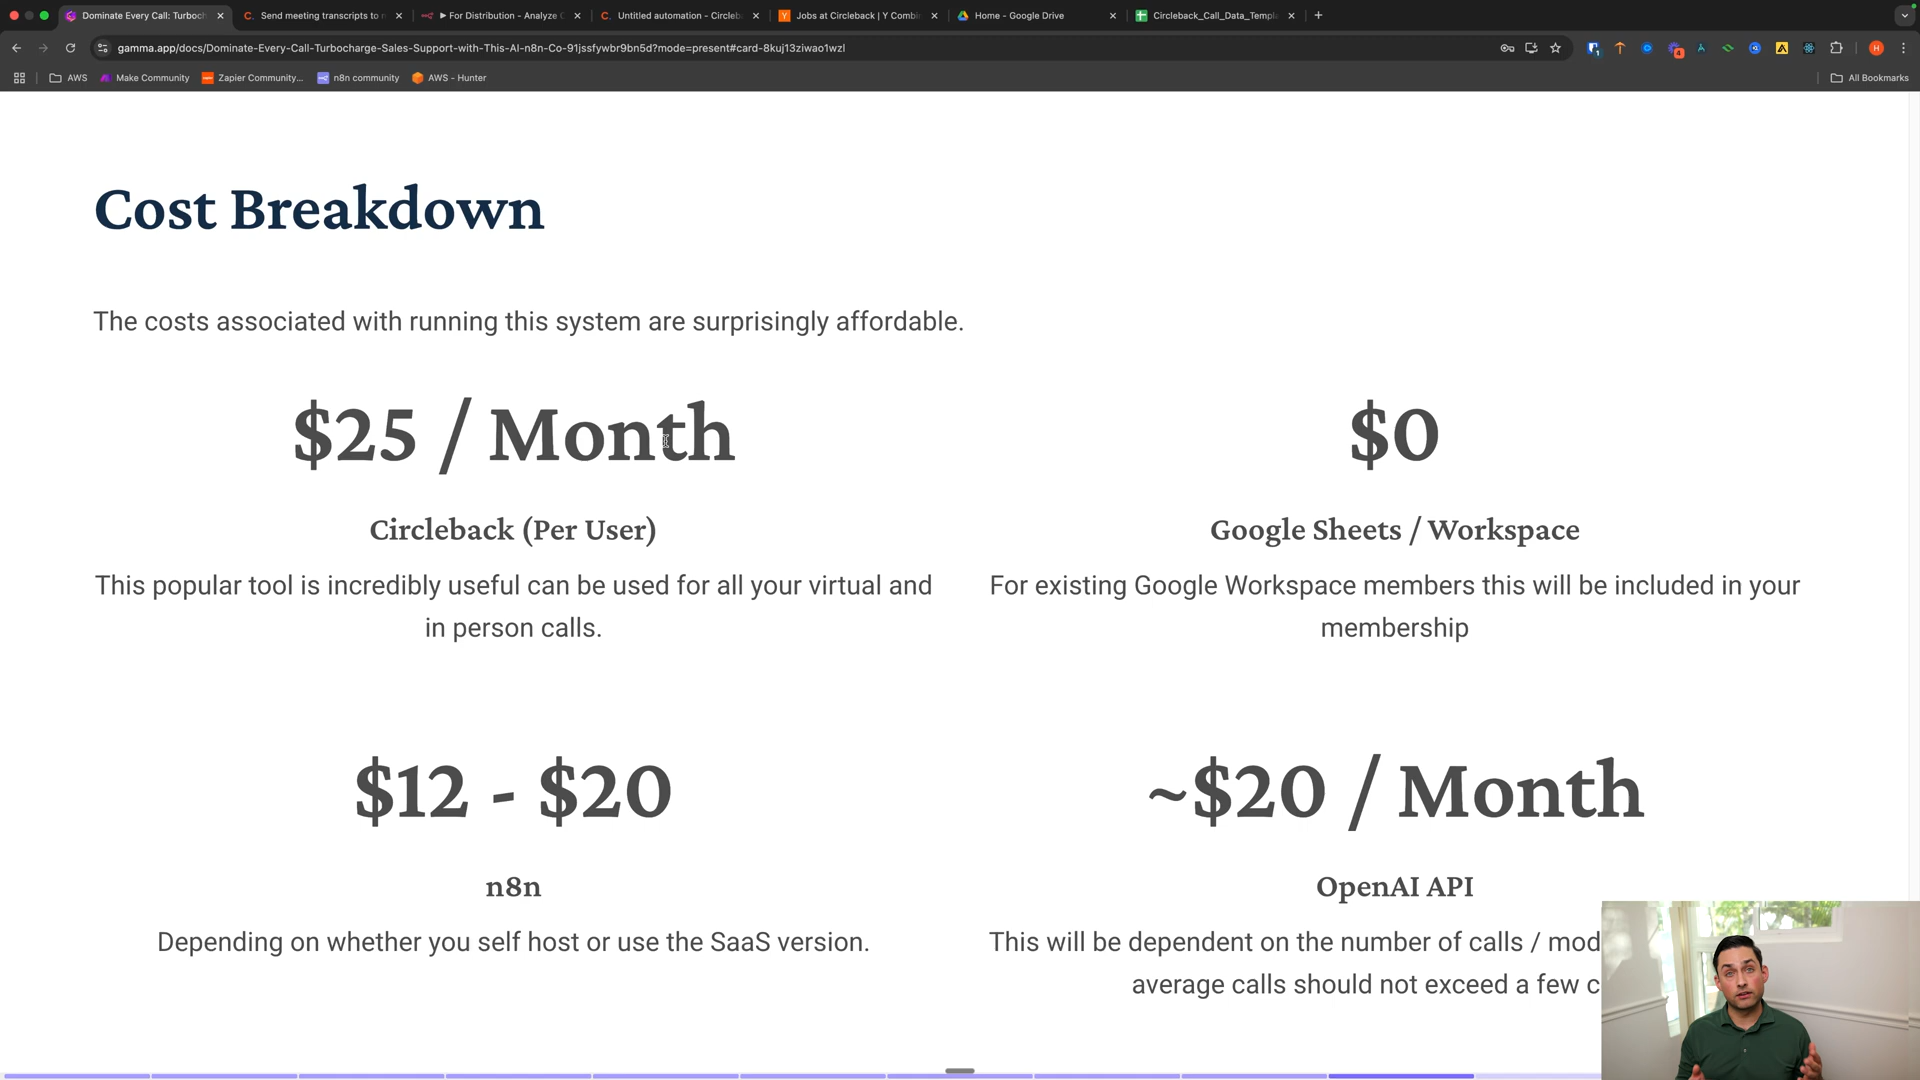 Dominate Every Call: Turboch
Send meeting transcripts to n
For Distribution - Analyze C
Untitled automation - Circleb
Jobs at Circleback | Y Combin
Home - Google Drive
Circleback_Call_Data_Templa
gamma.app/docs/Dominate-Every-Call-Turbocharge-Sales-Support-with-This-AI-n8n-Co-91jssfywbr9bn5d?mode=present#card-8kuj13ziwao1wzl
AWS
Make Community
Zapier Community...
n8n community
AWS - Hunter
All Bookmarks
Cost Breakdown
The costs associated with running this system are surprisingly affordable.
$25 / Month
Circleback (Per User)
This popular tool is incredibly useful can be used for all your virtual and
in person calls.
$0
Google Sheets / Workspace
For existing Google Workspace members this will be included in your
membership
$12 - $20
n8n
Depending on whether you self host or use the SaaS version.
~$20 / Month
OpenAI API
This will be dependent on the number of calls / mod
average calls should not exceed a few c